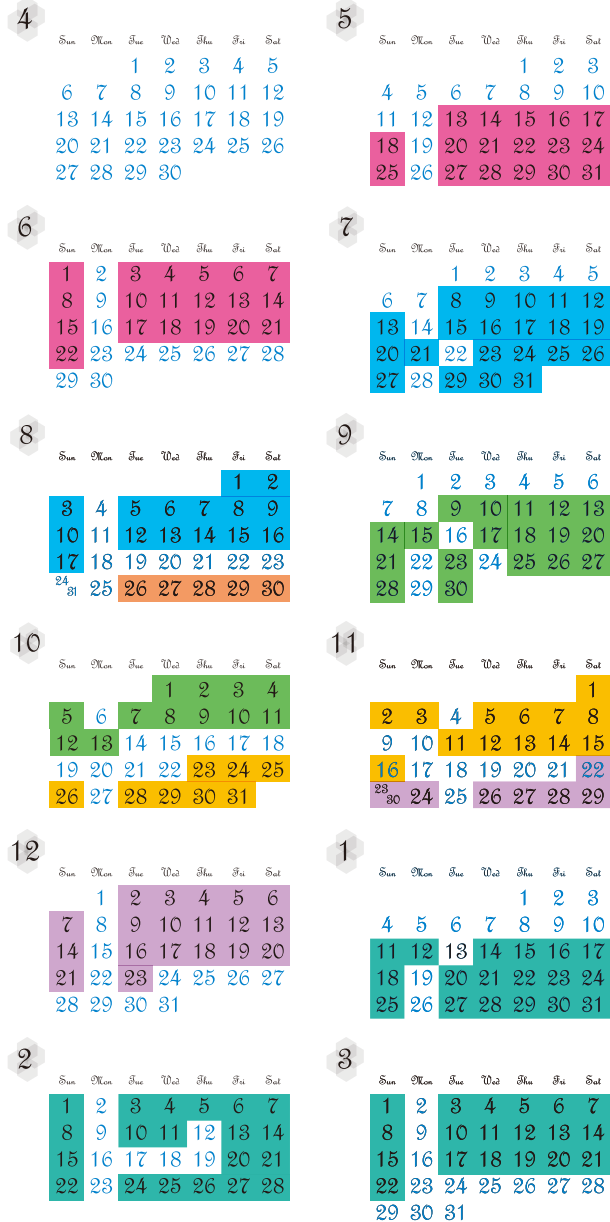 4
Sun Mon Tue Wed Thu Fri Sat
1 2 3 4 5
6 7 8 9 10 11 12
13 14 15 16 17 18 19
20 21 22 23 24 25 26
27 28 29 30
5
Sun Mon Tue Wed Thu Fri Sat
1 2 3
4 5 6 7 8 9 10
11 12 13 14 15 16 17
18 19 20 21 22 23 24
25 26 27 28 29 30 31
6
Sun Mon Tue Wed Thu Fri Sat
1 2 3 4 5 6 7
8 9 10 11 12 13 14
15 16 17 18 19 20 21
22 23 24 25 26 27 28
29 30
7
Sun Mon Tue Wed Thu Fri Sat
1 2 3 4 5
6 7 8 9 10 11 12
13 14 15 16 17 18 19
20 21 22 23 24 25 26
27 28 29 30 31
8
Sun Mon Tue Wed Thu Fri Sat
1 2
3 4 5 6 7 8 9
10 11 12 13 14 15 16
17 18 19 20 21 22 23
24 31 25 26 27 28 29 30
9
Sun Mon Tue Wed Thu Fri Sat
1 2 3 4 5 6
7 8 9 10 11 12 13
14 15 16 17 18 19 20
21 22 23 24 25 26 27
28 29 30
10
Sun Mon Tue Wed Thu Fri Sat
1 2 3 4
5 6 7 8 9 10 11
12 13 14 15 16 17 18
19 20 21 22 23 24 25
26 27 28 29 30 31
11
Sun Mon Tue Wed Thu Fri Sat
1
2 3 4 5 6 7 8
9 10 11 12 13 14 15
16 17 18 19 20 21 22
23 30 24 25 26 27 28 29
12
Sun Mon Tue Wed Thu Fri Sat
1 2 3 4 5 6
7 8 9 10 11 12 13
14 15 16 17 18 19 20
21 22 23 24 25 26 27
28 29 30 31
1
Sun Mon Tue Wed Thu Fri Sat
1 2 3
4 5 6 7 8 9 10
11 12 13 14 15 16 17
18 19 20 21 22 23 24
25 26 27 28 29 30 31
2
Sun Mon Tue Wed Thu Fri Sat
1 2 3 4 5 6 7
8 9 10 11 12 13 14
15 16 17 18 19 20 21
22 23 24 25 26 27 28
3
Sun Mon Tue Wed Thu Fri Sat
1 2 3 4 5 6 7
8 9 10 11 12 13 14
15 16 17 18 19 20 21
22 23 24 25 26 27 28
29 30 31